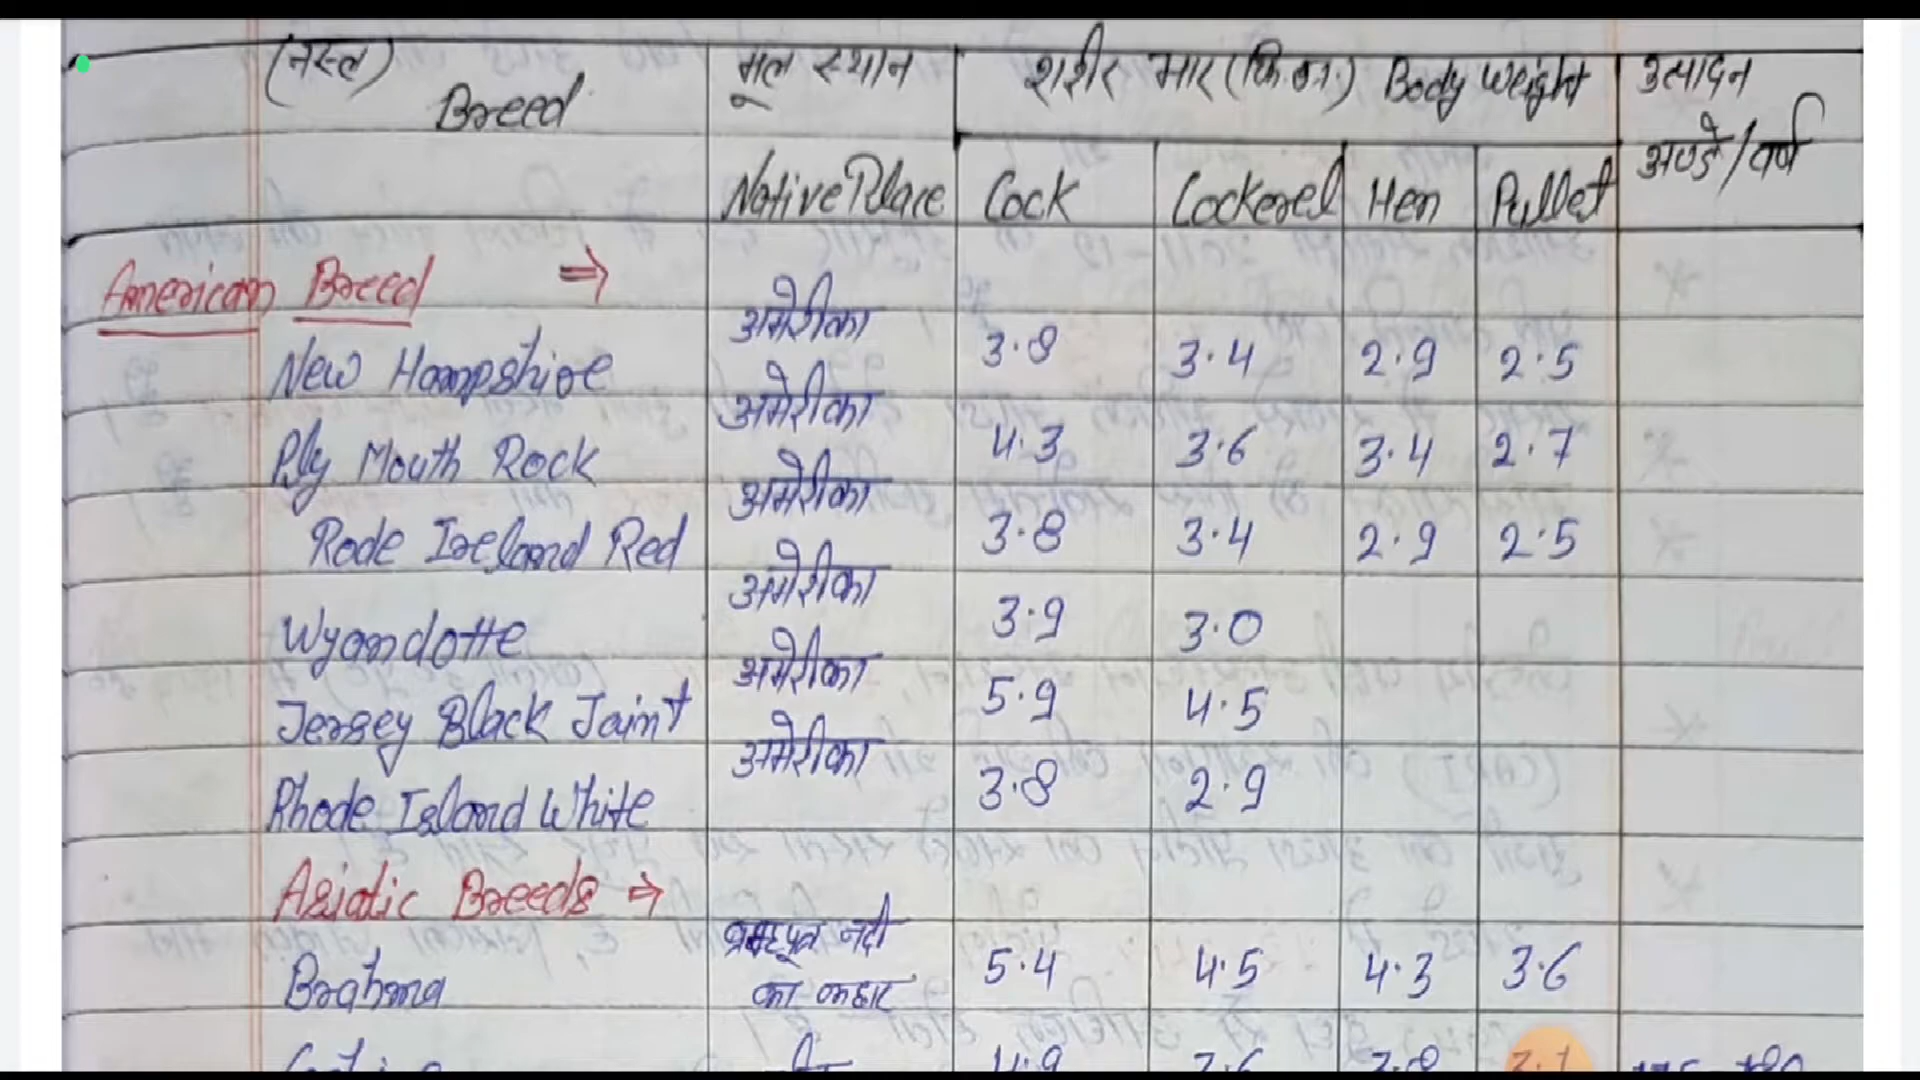 (नस्ल) Breed मूल स्थान शरीर भार (कि.ग्रा.) Body Weight उत्पादन
Native Place Cock Cockerel Hen Pullet अण्डे/वर्ष
American Breed ⇒
New Hampshire अमेरीका 3.8 3.4 2.9 2.5
Ply Mouth Rock अमेरीका 4.3 3.6 3.4 2.7
Rode Ireland Red अमेरीका 3.8 3.4 2.9 2.5
Wyandotte अमेरीका 3.9 3.0
Jersey Black Jaint अमेरीका 5.9 4.5
Rhode Island White अमेरीका 3.8 2.9
Asiatic Breeds →
Brahma नदी का कछार 5.4 4.5 4.3 3.6